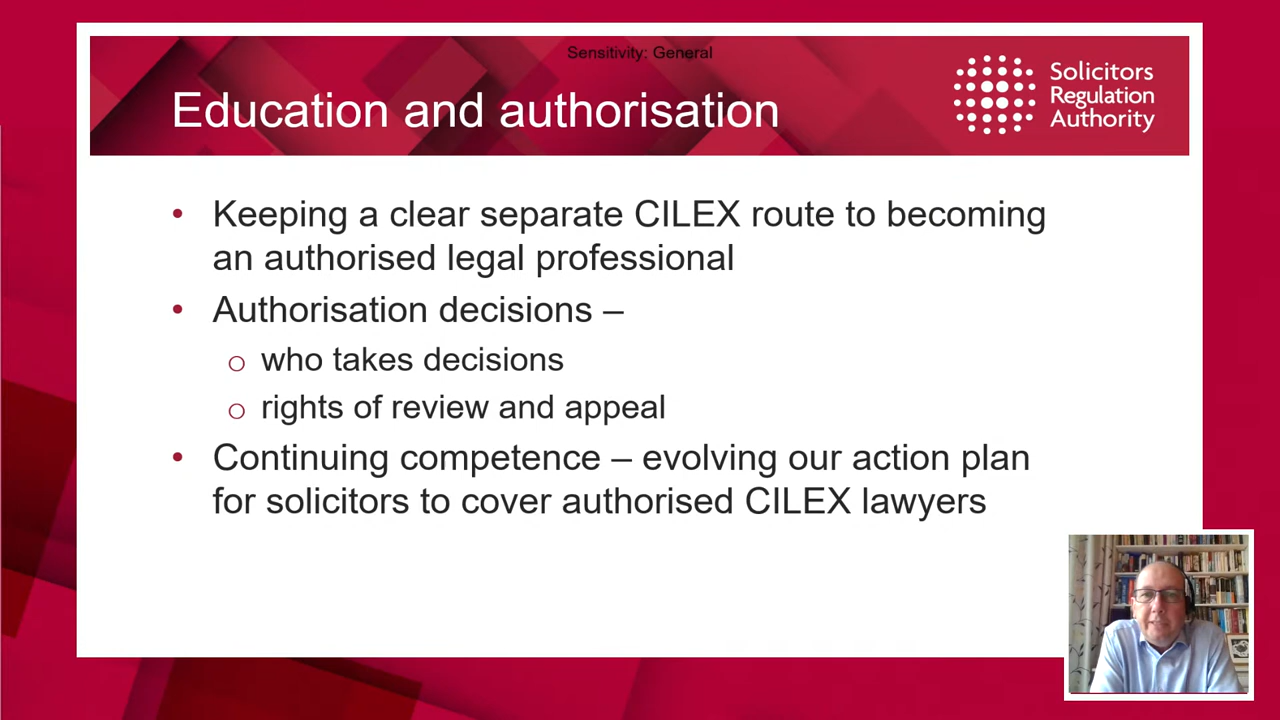 Sensitivity: General
Education and authorisation
Solicitors
Regulation
Authority
• Keeping a clear separate CILEX route to becoming
an authorised legal professional
• Authorisation decisions –
o who takes decisions
o rights of review and appeal
• Continuing competence – evolving our action plan
for solicitors to cover authorised CILEX lawyers